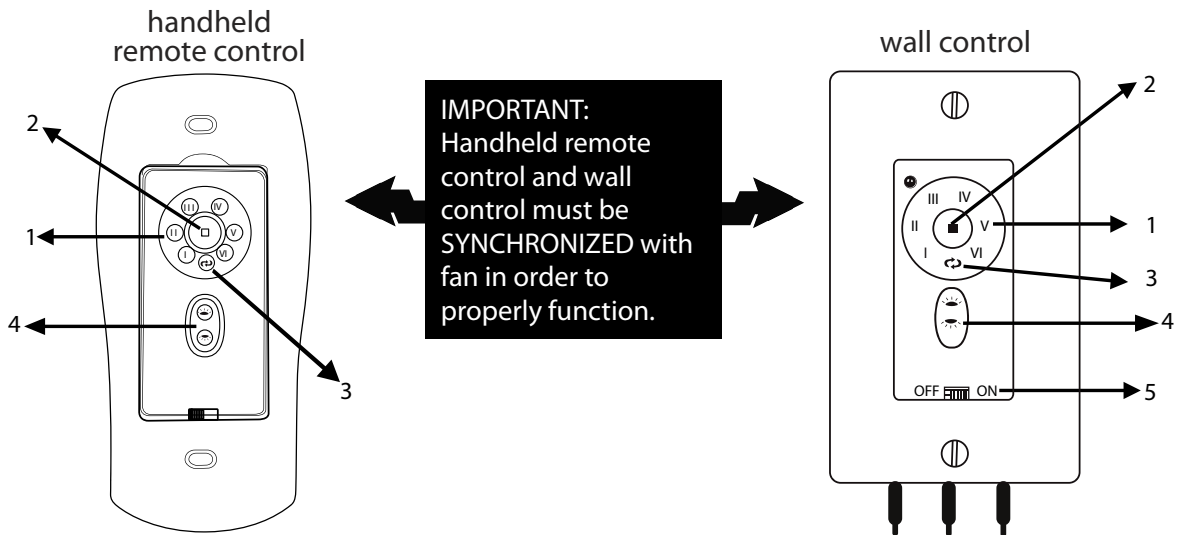 handheld
remote control
2
III IV
II V
I VI
1
4
3
IMPORTANT:
Handheld remote
control and wall
control must be
SYNCHRONIZED with
fan in order to
properly function.
wall control
2
III IV
II V
I VI
1
3
4
OFF ON
5